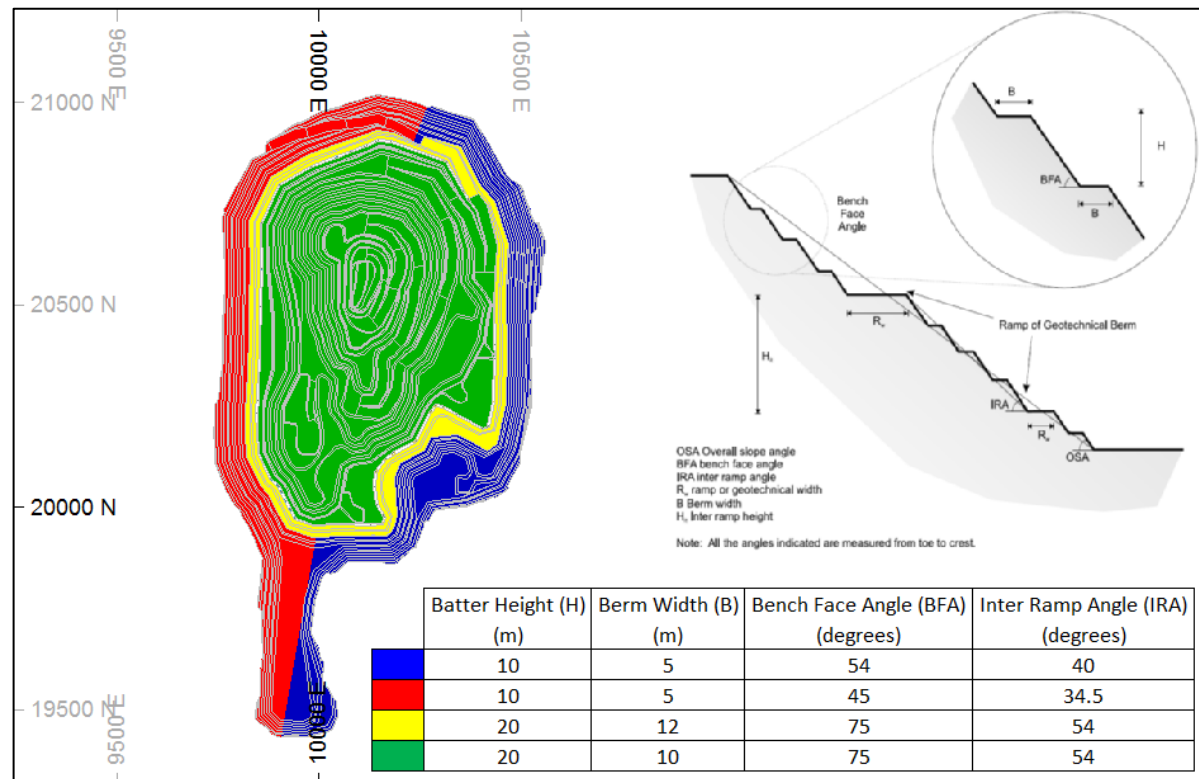 9500 E
10000 E
10500 E
21000 N
20500 N
20000 N
19500 N
9500 E
10000 E
B
H
BFA
B
Bench
Face
Angle
Rw
Ramp of Geotechnical Berm
IRA
Rw
OSA
OSA Overall slope angle
BFA bench face angle
IRA inter ramp angle
Rw ramp or geotechnical width
B Berm width
Inter ramp height
Note: All the angles indicated are measured from toe to crest.
Batter Height (H) (m) Berm Width (B) (m) Bench Face Angle (BFA) (degrees) Inter Ramp Angle (IRA) (degrees)
10 5 54 40
10 5 45 34.5
20 12 75 54
20 10 75 54